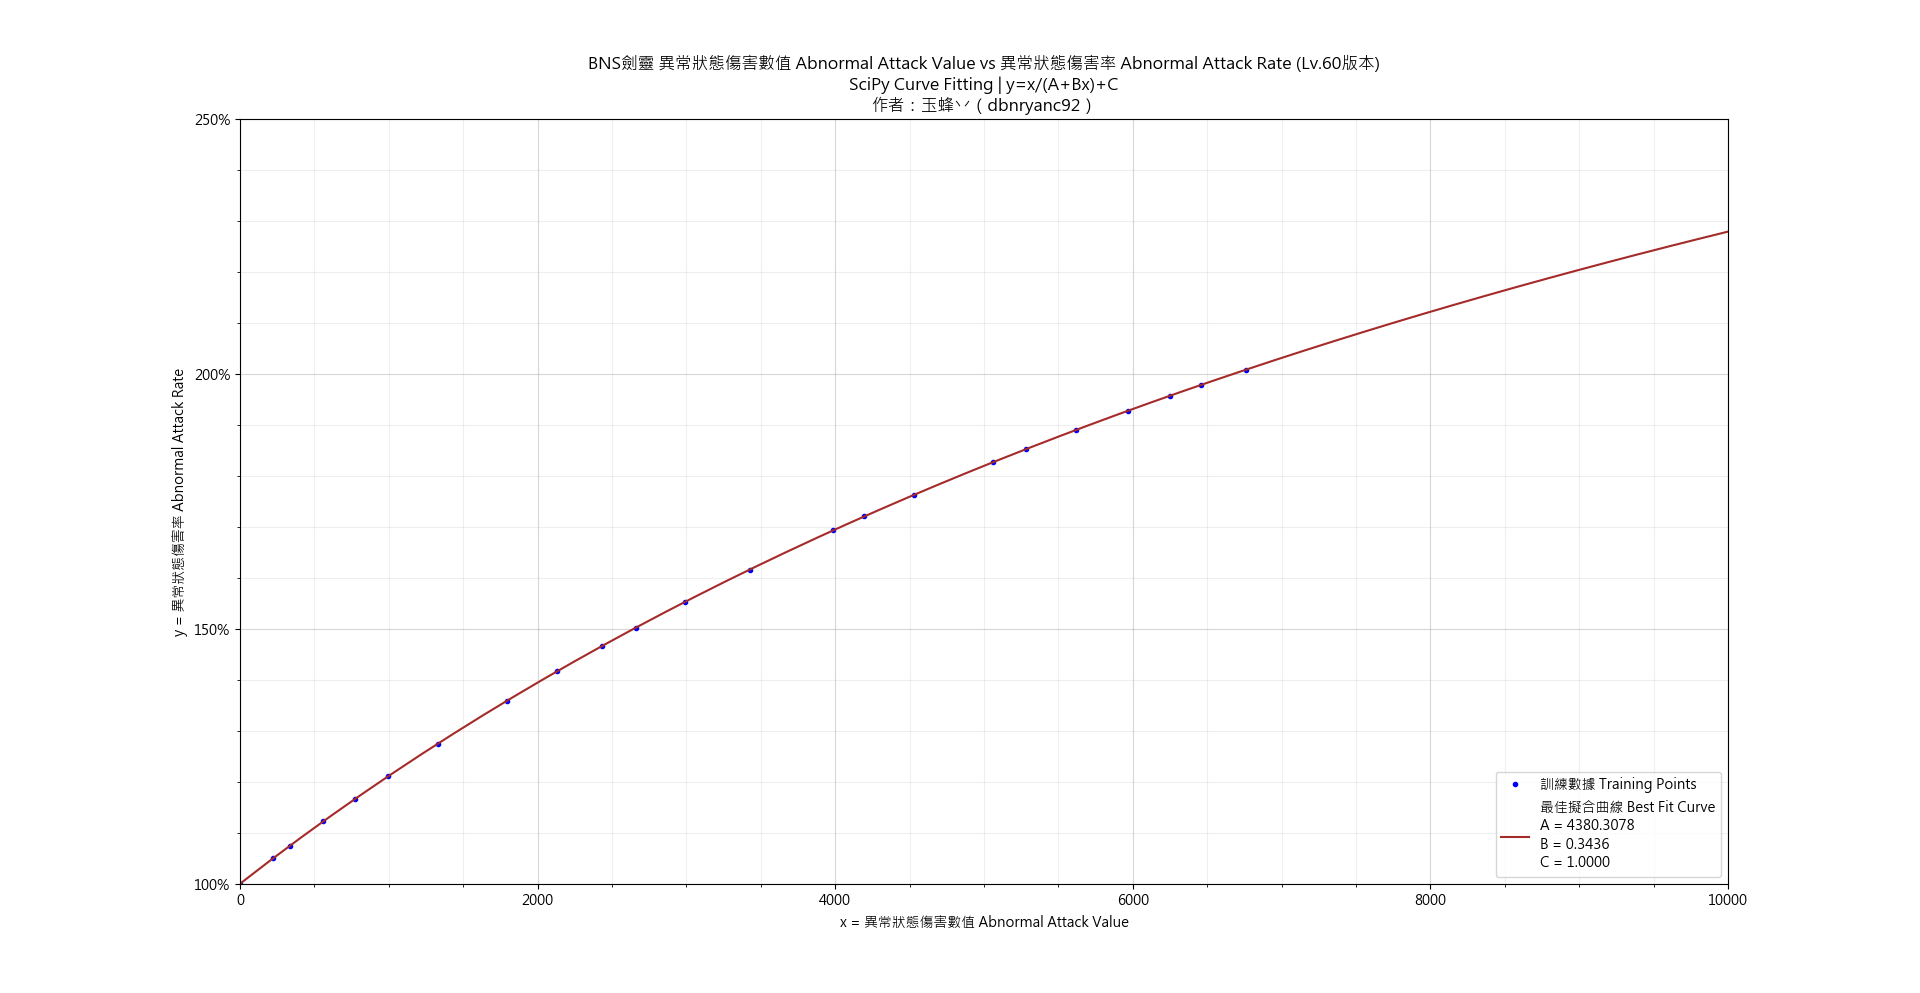 BNS劍靈 異常狀態傷害數值 Abnormal Attack Value vs 異常狀態傷害率 Abnormal Attack Rate (Lv.60版本)
SciPy Curve Fitting | y=x/(A+Bx)+C
作者：玉蜂丷 ( dbnryanc92 )
250%
200%
150%
100%
y = 異常狀態傷害率 Abnormal Attack Rate
0
2000
4000
6000
8000
10000
x = 異常狀態傷害數值 Abnormal Attack Value
訓練數據 Training Points
最佳擬合曲線 Best Fit Curve
A = 4380.3078
B = 0.3436
C = 1.0000